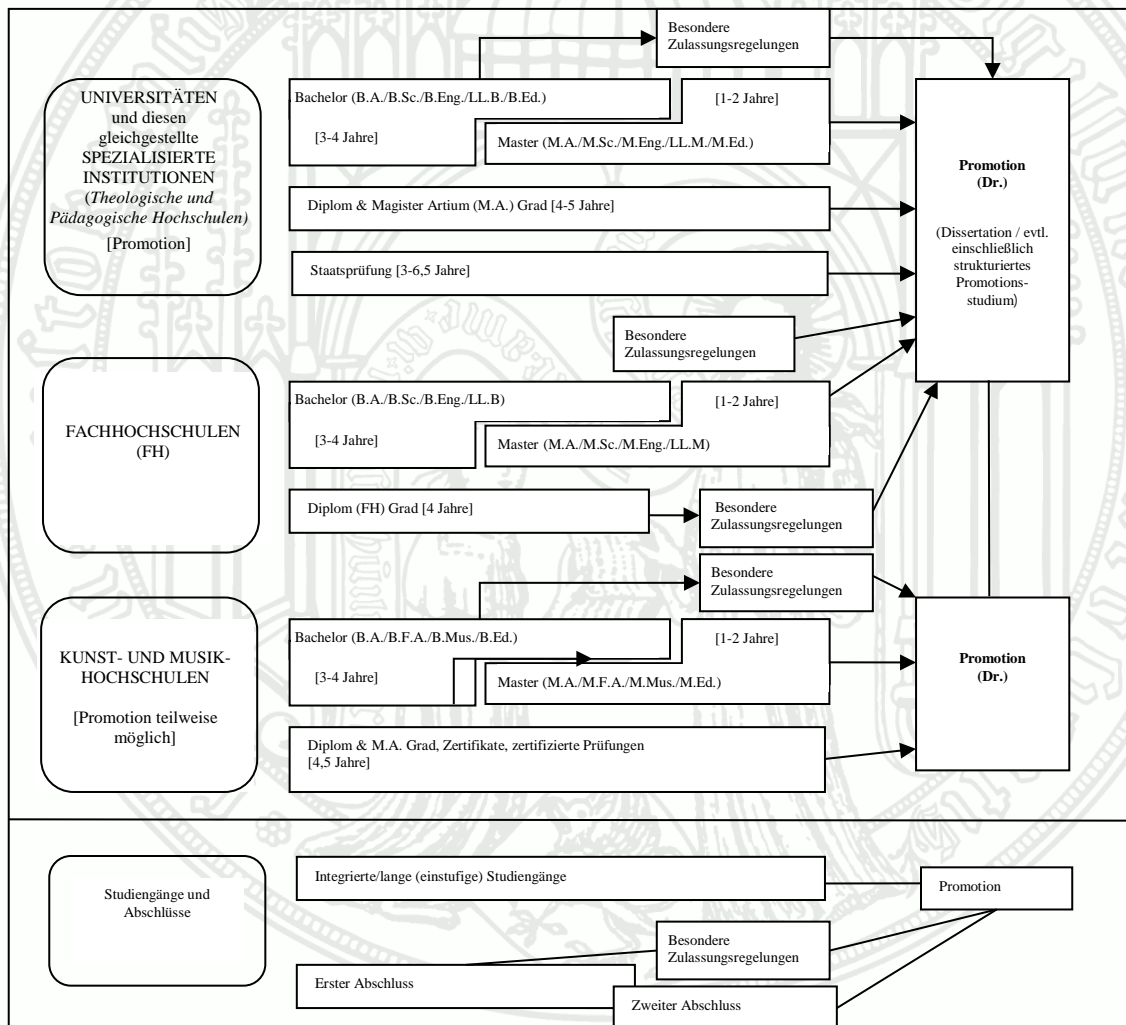 Besondere
Zulassungsregelungen
UNIVERSITÄTEN
und diesen
gleichgestellte
SPEZIALISIERTE
INSTITUTIONEN
(Theologische und
Pädagogische Hochschulen)
[Promotion]
Bachelor (B.A./B.Sc./B.Eng./LL.B./B.Ed.)
[3-4 Jahre]
[1-2 Jahre]
Master (M.A./M.Sc./M.Eng./LL.M./M.Ed.)
Diplom & Magister Artium (M.A.) Grad [4-5 Jahre]
Staatsprüfung [3-6,5 Jahre]
Promotion
(Dr.)
(Dissertation / evtl.
einschließlich
strukturiertes
Promotions-
studium)
Besondere
Zulassungsregelungen
FACHHOCHSCHULEN
(FH)
Bachelor (B.A./B.Sc./B.Eng./LL.B)
[3-4 Jahre]
[1-2 Jahre]
Master (M.A./M.Sc./M.Eng./LL.M)
Diplom (FH) Grad [4 Jahre]
Besondere
Zulassungsregelungen
Besondere
Zulassungsregelungen
KUNST- UND MUSIK-
HOCHSCHULEN
[Promotion teilweise
möglich]
Bachelor (B.A./B.F.A./B.Mus./B.Ed.)
[3-4 Jahre]
[1-2 Jahre]
Master (M.A./M.F.A./M.Mus./M.Ed.)
Diplom & M.A. Grad, Zertifikate, zertifizierte Prüfungen
[4,5 Jahre]
Promotion
(Dr.)
Studiengänge und
Abschlüsse
Integrierte/lange (einstufige) Studiengänge
Promotion
Besondere
Zulassungsregelungen
Erster Abschluss
Zweiter Abschluss